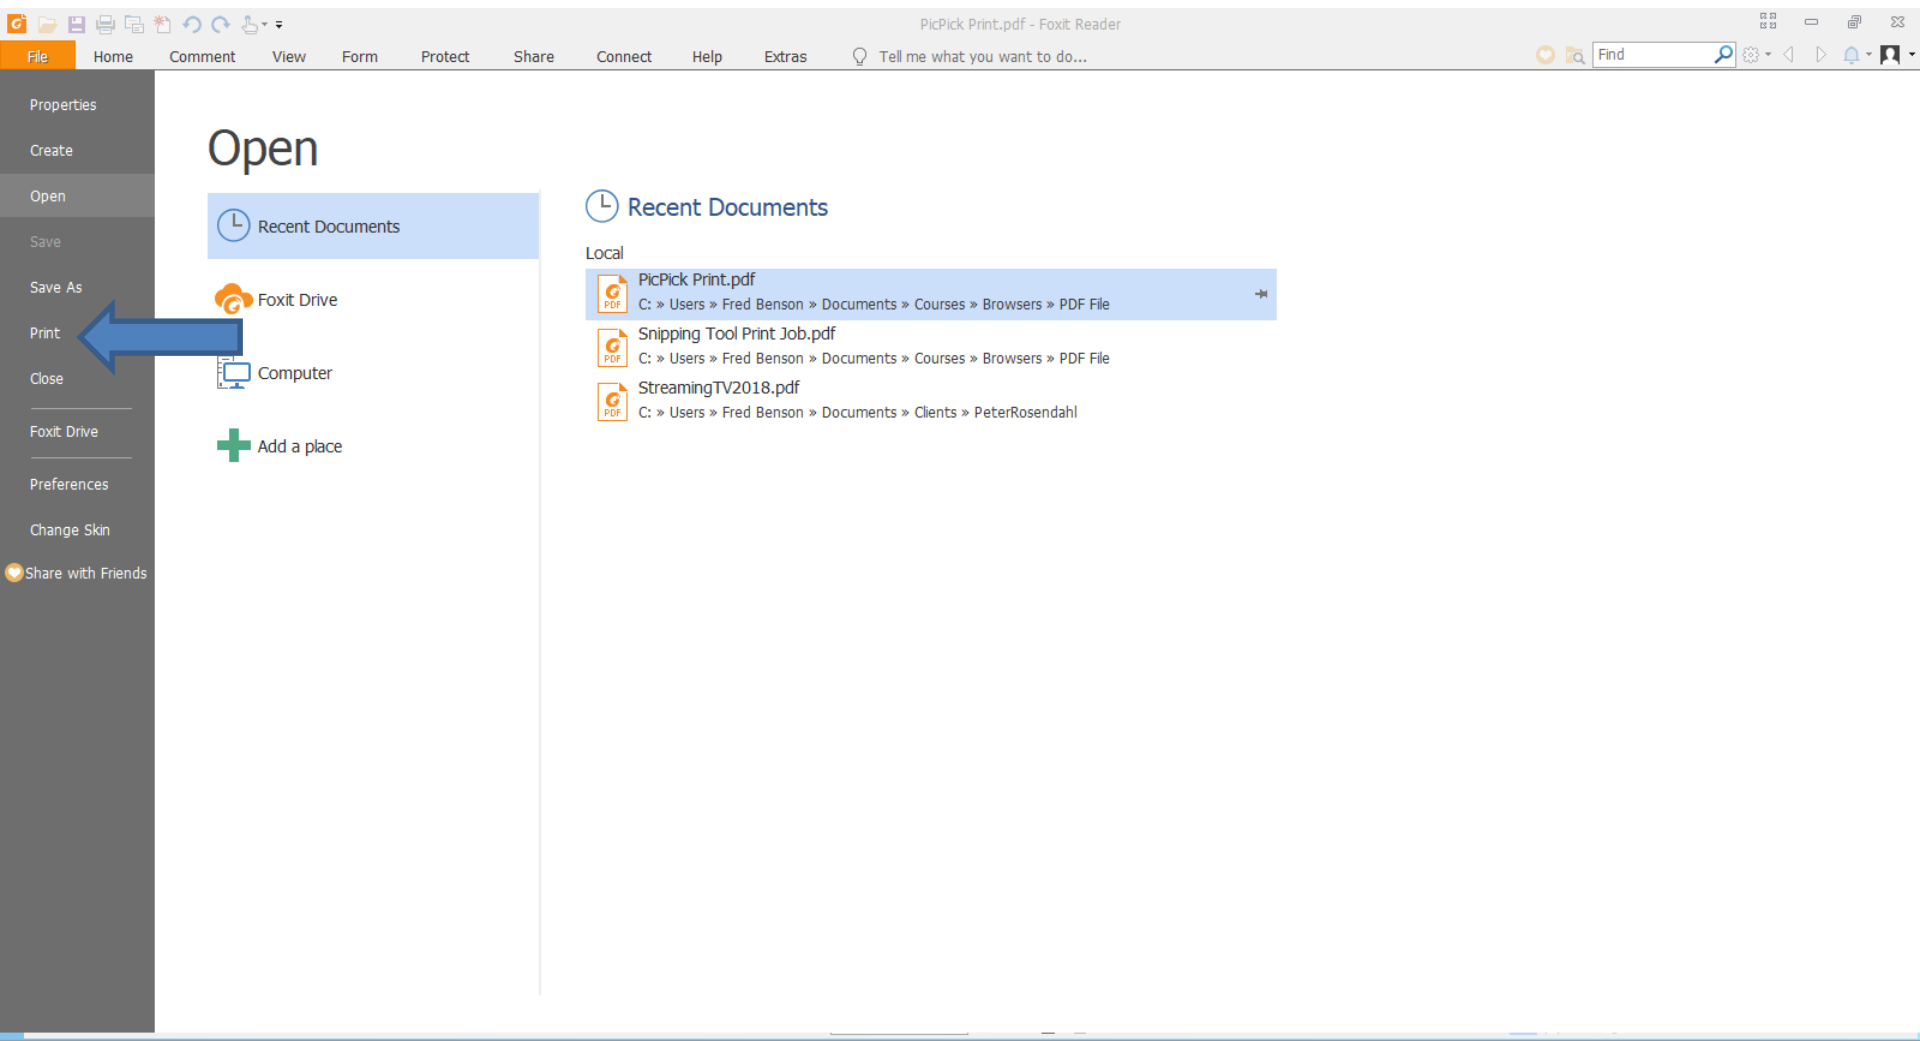 PicPick Print.pdf - Foxit Reader
File Home Comment View Form Protect Share Connect Help Extras Tell me what you want to do... Find
Properties
Create
Open
Save
Save As
Print
Close
Foxit Drive
Preferences
Change Skin
Share with Friends
Open
Recent Documents
Foxit Drive
Computer
Add a place
Recent Documents
Local
PicPick Print.pdf
C: » Users » Fred Benson » Documents » Courses » Browsers » PDF File
Snipping Tool Print Job.pdf
C: » Users » Fred Benson » Documents » Courses » Browsers » PDF File
StreamingTV2018.pdf
C: » Users » Fred Benson » Documents » Clients » PeterRosendahl
PDF
PDF
PDF